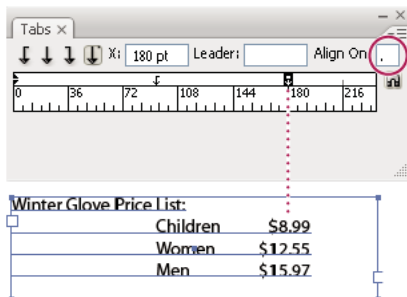 Tabs ×
X: 180 pt Leader: Align On: .
0 36 72 108 144 180 216
Winter Glove Price List:
Children $8.99
Women $12.55
Men $15.97